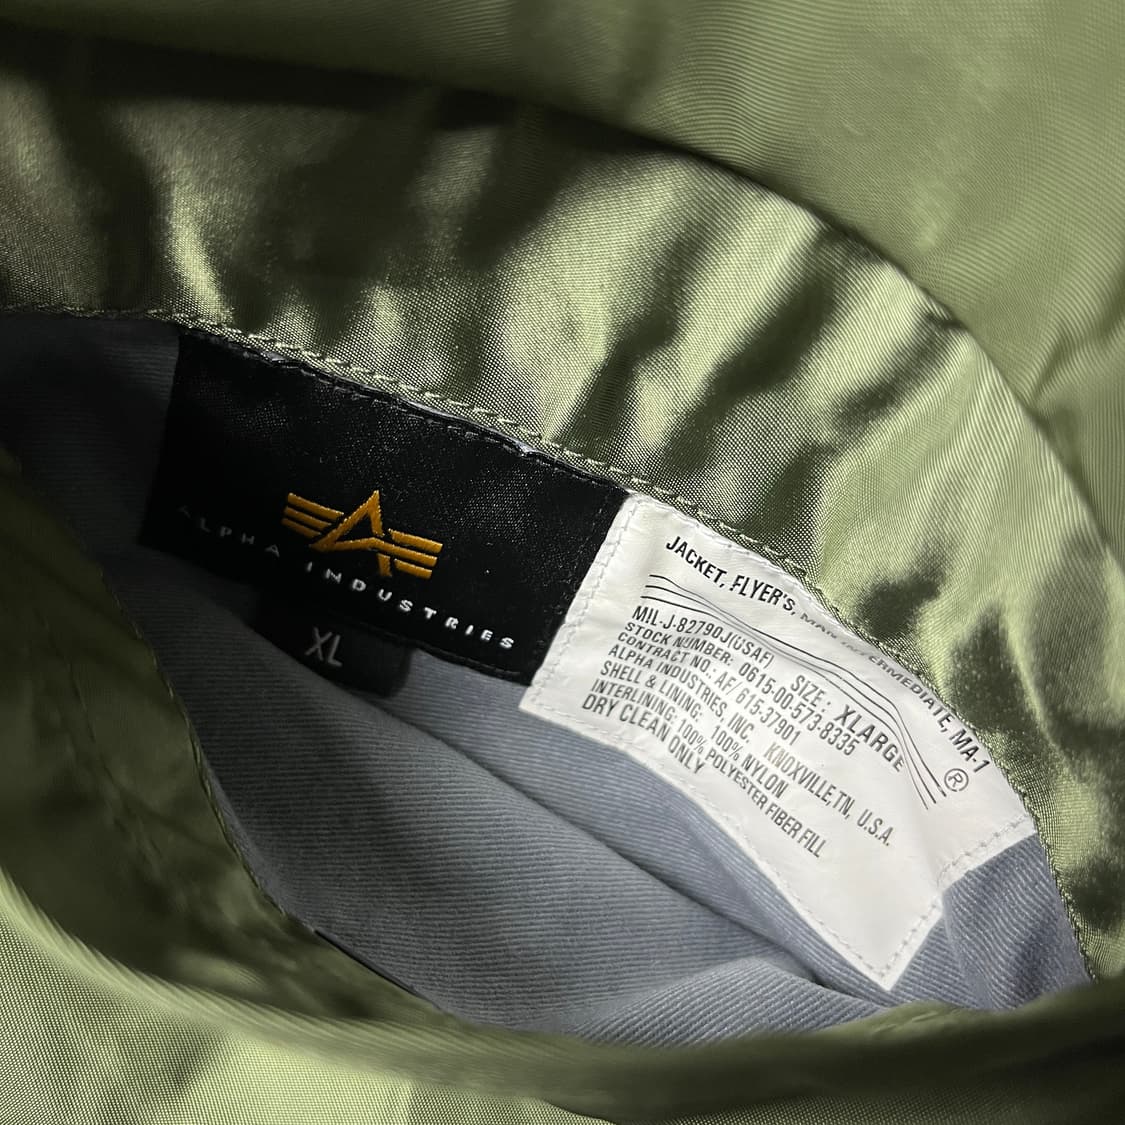 ALPHA INDUSTRIES
XL
JACKET, FLYER'S, MAN INTERMEDIATE, MA-1
®
MIL-J-82790J(USAF) SIZE: XLARGE
STOCK NUMBER: 0615-00-573-8335
CONTRACT NO.: AF/ 615-37901
ALPHA INDUSTRIES, INC. KNOXVILLE,TN, U.S.A.
SHELL & LINING: 100% NYLON
INTERLINING: 100% POLYESTER FIBER FILL
DRY CLEAN ONLY